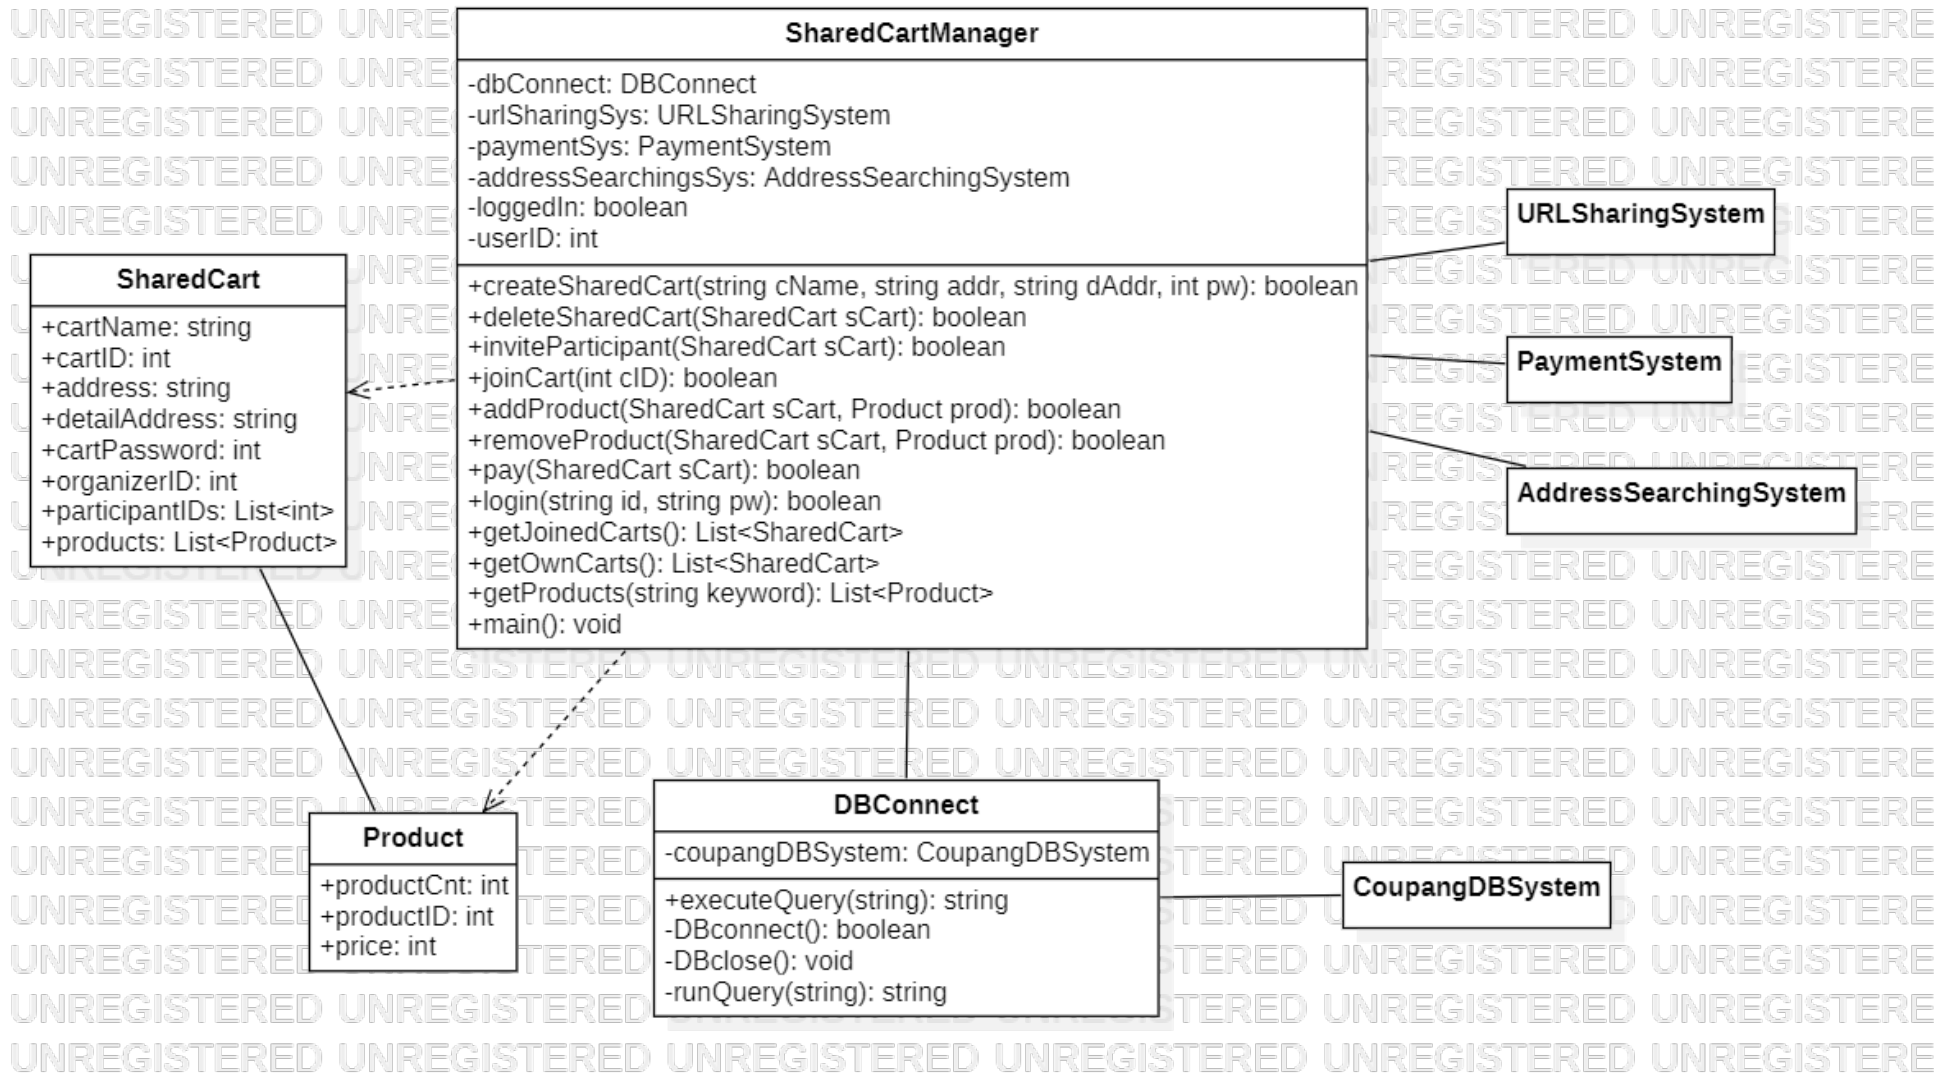 SharedCartManager
-dbConnect: DBConnect
-urlSharingSys: URLSharingSystem
-paymentSys: PaymentSystem
-addressSearchingsSys: AddressSearchingSystem
-loggedIn: boolean
-userID: int
+createSharedCart(string cName, string addr, string dAddr, int pw): boolean
+deleteSharedCart(SharedCart sCart): boolean
+inviteParticipant(SharedCart sCart): boolean
+joinCart(int cID): boolean
+addProduct(SharedCart sCart, Product prod): boolean
+removeProduct(SharedCart sCart, Product prod): boolean
+pay(SharedCart sCart): boolean
+login(string id, string pw): boolean
+getJoinedCarts(): List<SharedCart>
+getOwnCarts(): List<SharedCart>
+getProducts(string keyword): List<Product>
+main(): void
URLSharingSystem
PaymentSystem
AddressSearchingSystem
SharedCart
+cartName: string
+cartID: int
+address: string
+detailAddress: string
+cartPassword: int
+organizerID: int
+participantIDs: List<int>
+products: List<Product>
Product
+productCnt: int
+productID: int
+price: int
DBConnect
-coupangDBSystem: CoupangDBSystem
+executeQuery(string): string
-DBconnect(): boolean
-DBclose(): void
-runQuery(string): string
CoupangDBSystem
UNREGISTERED UNREGISTERED UNREGISTERED UNREGISTERED UNREGISTERED